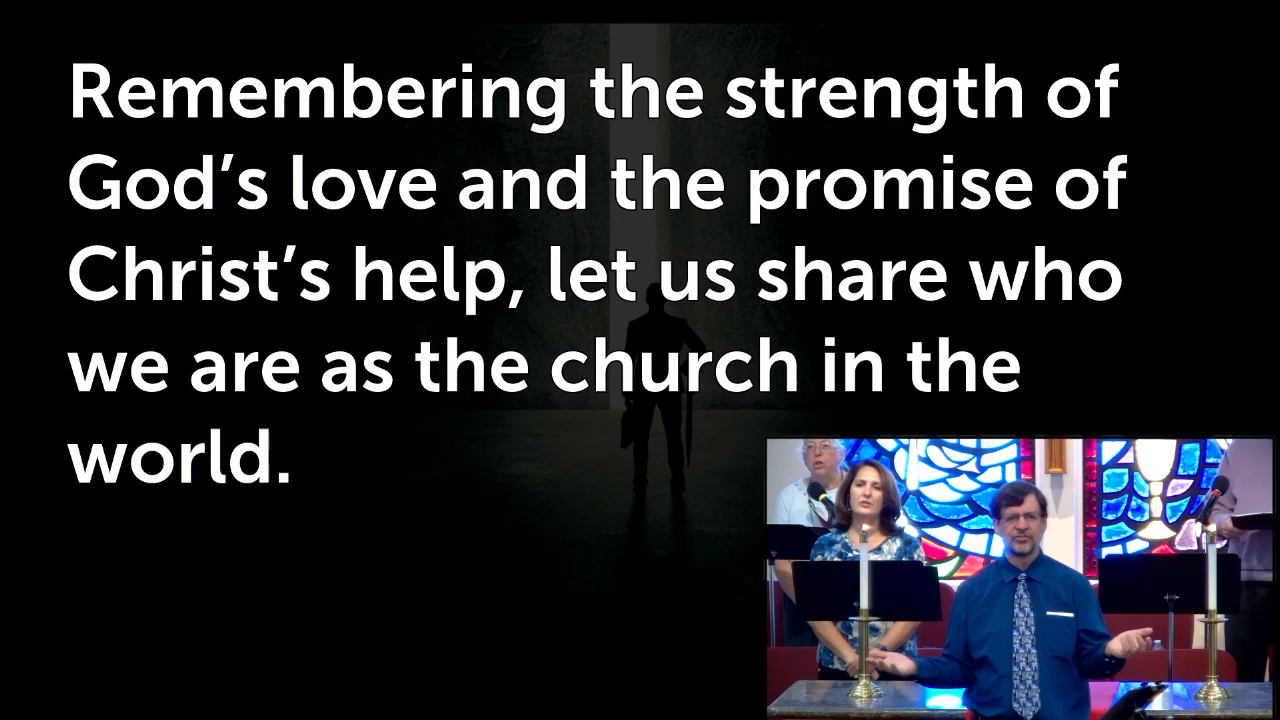 Remembering the strength of
God’s love and the promise of
Christ’s help, let us share who
we are as the church in the
world.